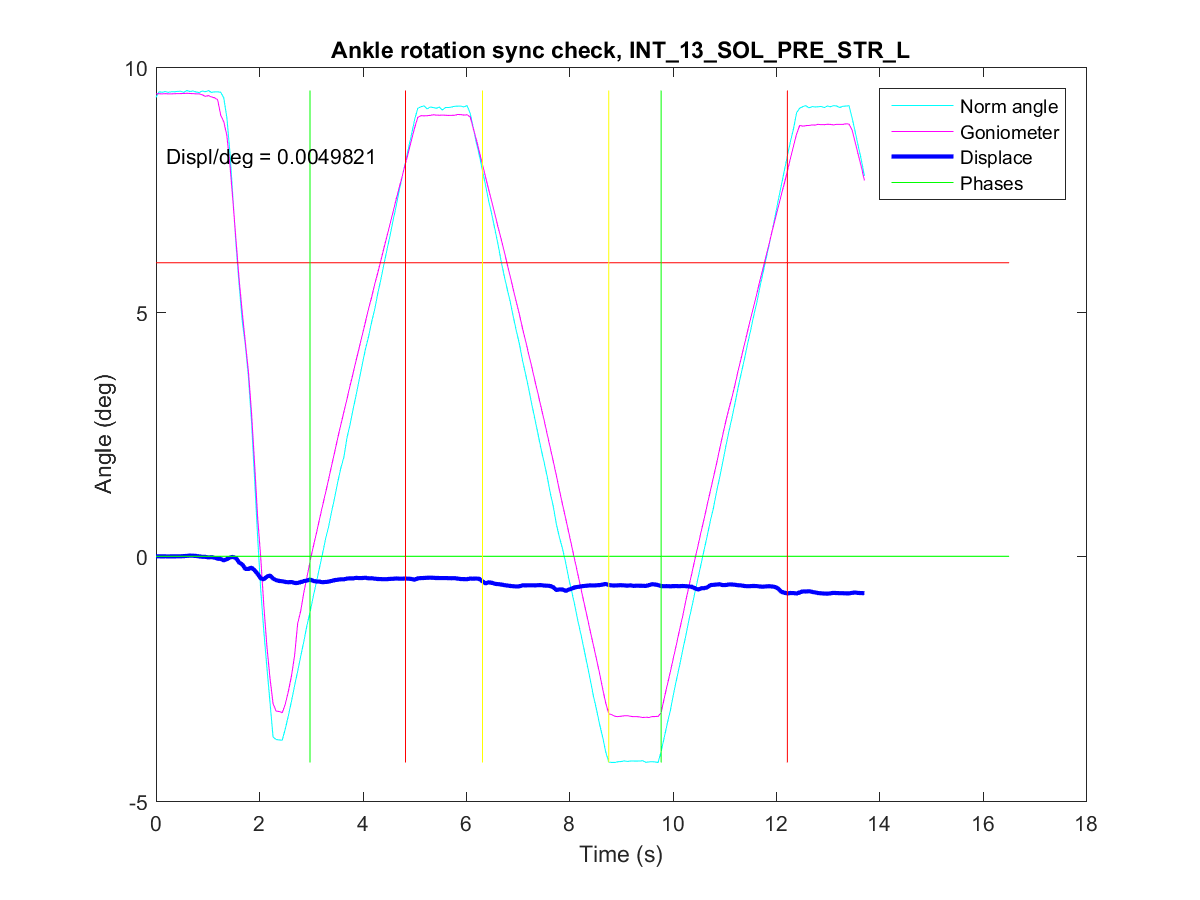 Ankle rotation sync check, INT_13_SOL_PRE_STR_L
10
5
0
-5
Angle (deg)
Displ/deg = 0.0049821
Norm angle
Goniometer
Displace
Phases
0 2 4 6 8 10 12 14 16 18
Time (s)